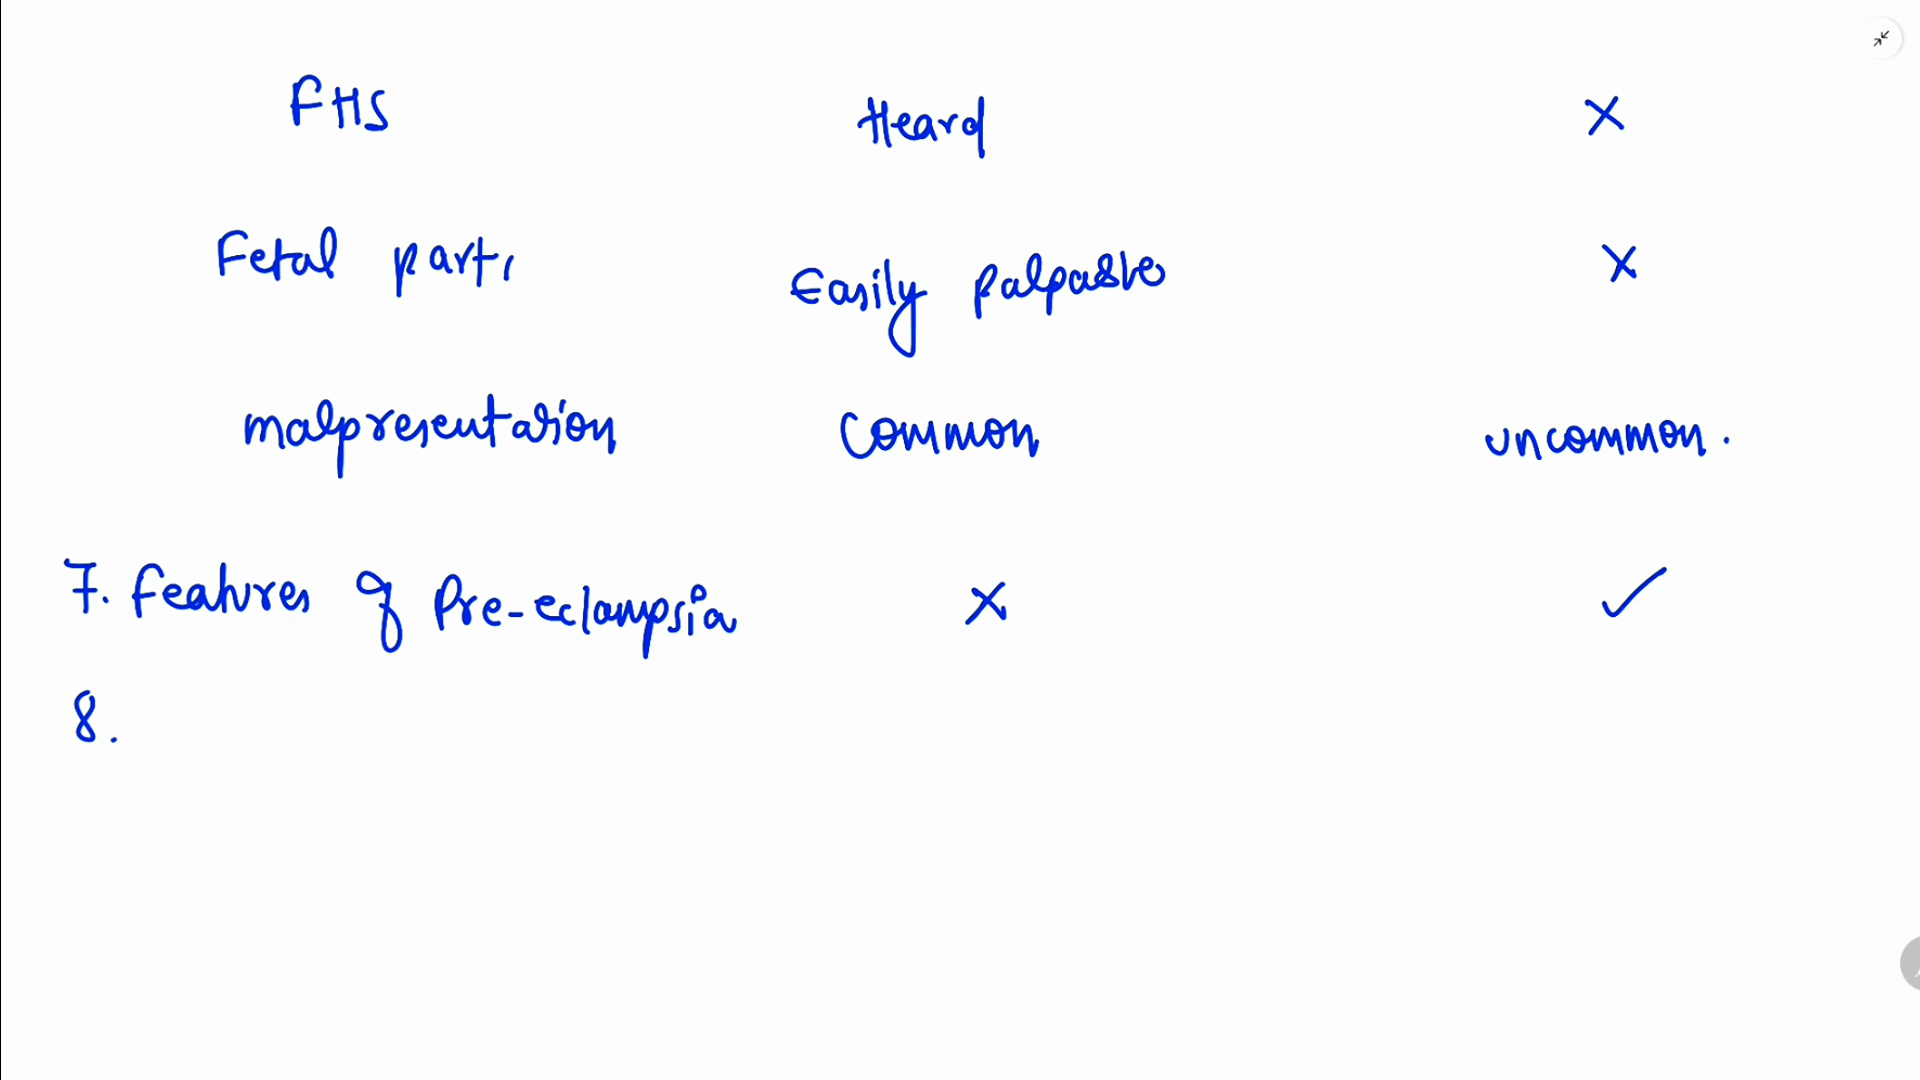 FHS Heard ×
Fetal parts Easily palpable ×
malpresentation Common uncommon.
7. Features of Pre-eclampsia × ✓
8.